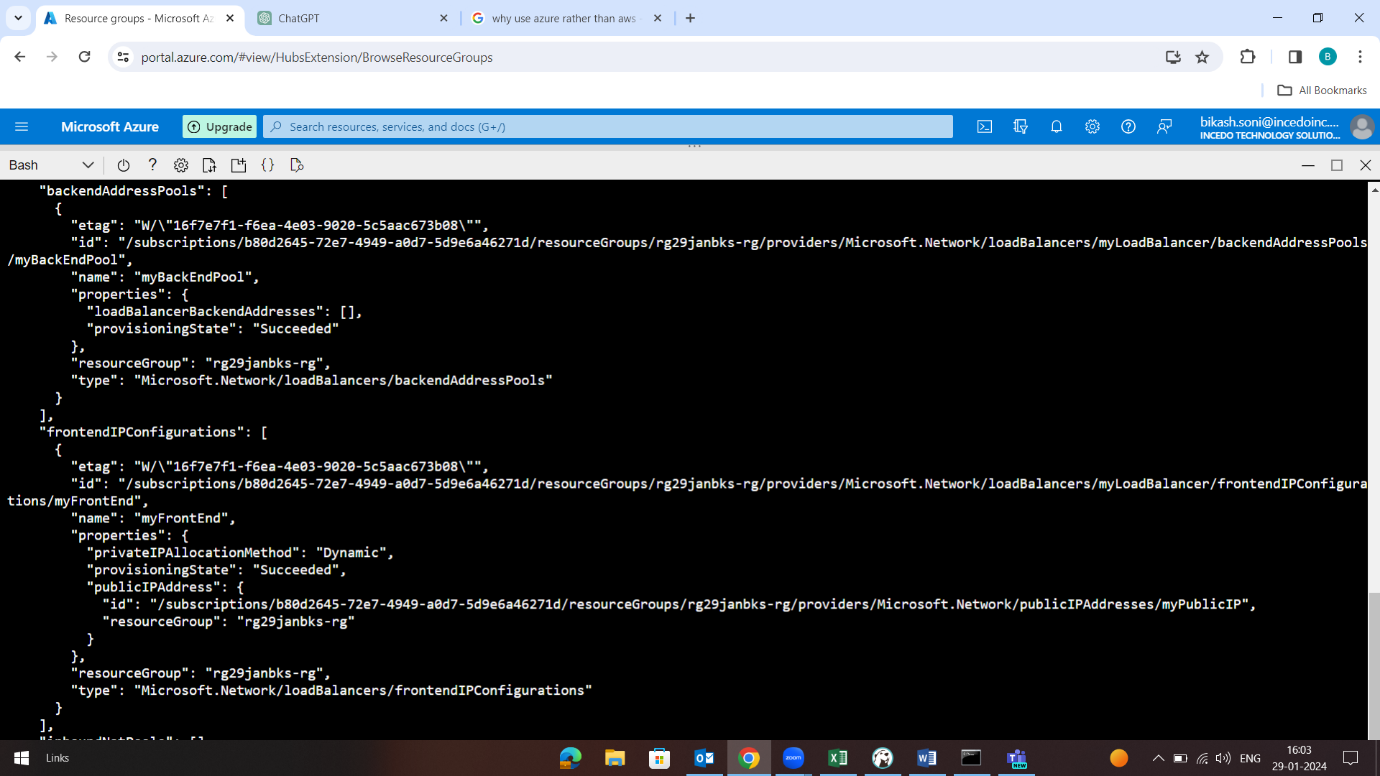 Resource groups - Microsoft Az
ChatGPT
why use azure rather than aws
portal.azure.com/#view/HubsExtension/BrowseResourceGroups
B
All Bookmarks
Microsoft Azure
Upgrade
Search resources, services, and docs (G+/)
bikash.soni@incedoinc....
INCEDO TECHNOLOGY SOLUTIO...
Bash
"backendAddressPools": [
{
"etag": "W/\"16f7e7f1-f6ea-4e03-9020-5c5aac673b08\"",
"id": "/subscriptions/b80d2645-72e7-4949-a0d7-5d9e6a46271d/resourceGroups/rg29janbks-rg/providers/Microsoft.Network/loadBalancers/myLoadBalancer/backendAddressPools
/myBackEndPool",
"name": "myBackEndPool",
"properties": {
"loadBalancerBackendAddresses": [],
"provisioningState": "Succeeded"
},
"resourceGroup": "rg29janbks-rg",
"type": "Microsoft.Network/loadBalancers/backendAddressPools"
}
],
"frontendIPConfigurations": [
{
"etag": "W/\"16f7e7f1-f6ea-4e03-9020-5c5aac673b08\"",
"id": "/subscriptions/b80d2645-72e7-4949-a0d7-5d9e6a46271d/resourceGroups/rg29janbks-rg/providers/Microsoft.Network/loadBalancers/myLoadBalancer/frontendIPConfigura
tions/myFrontEnd",
"name": "myFrontEnd",
"properties": {
"privateIPAllocationMethod": "Dynamic",
"provisioningState": "Succeeded",
"publicIPAddress": {
"id": "/subscriptions/b80d2645-72e7-4949-a0d7-5d9e6a46271d/resourceGroups/rg29janbks-rg/providers/Microsoft.Network/publicIPAddresses/myPublicIP",
"resourceGroup": "rg29janbks-rg"
}
},
"resourceGroup": "rg29janbks-rg",
"type": "Microsoft.Network/loadBalancers/frontendIPConfigurations"
}
],
Links
zoom
NEW
ENG
16:03
29-01-2024